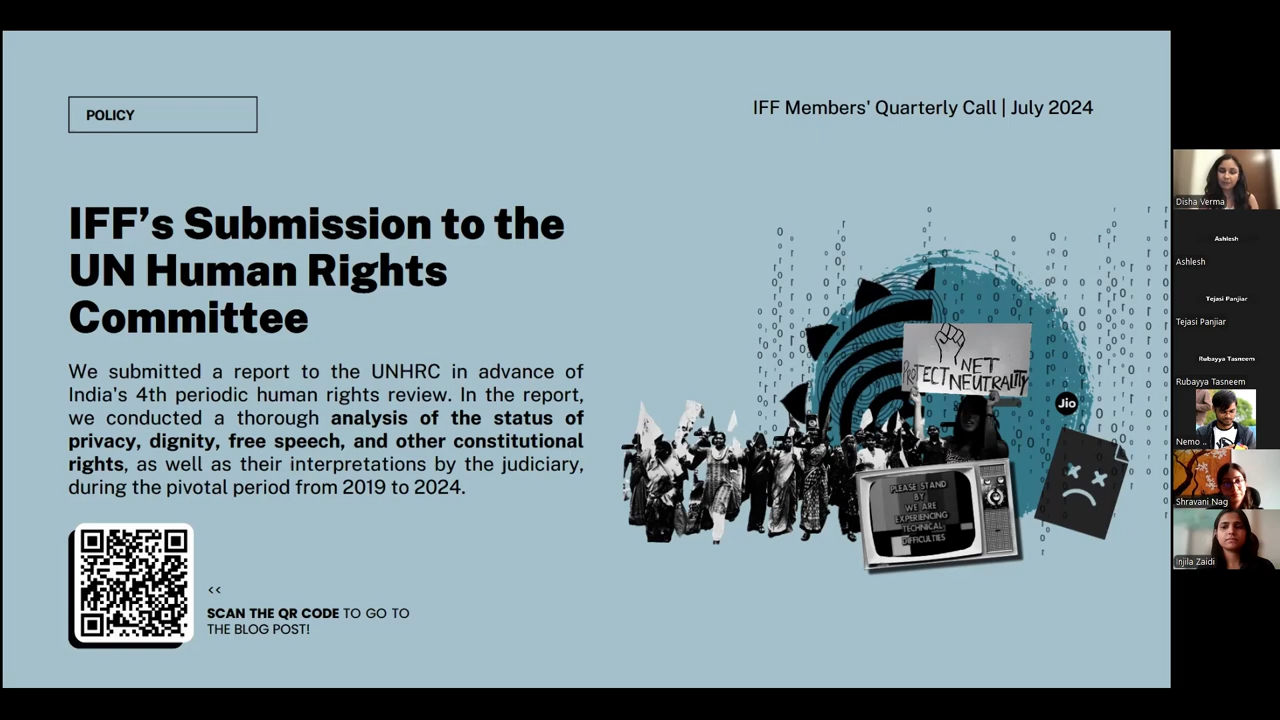 POLICY
IFF Members' Quarterly Call | July 2024
IFF’s Submission to the
UN Human Rights
Committee
We submitted a report to the UNHRC in advance of
India's 4th periodic human rights review. In the report,
we conducted a thorough analysis of the status of
privacy, dignity, free speech, and other constitutional
rights, as well as their interpretations by the judiciary,
during the pivotal period from 2019 to 2024.
<<
SCAN THE QR CODE TO GO TO
THE BLOG POST!
NET
PROTECT NEUTRALITY
Jio
PLEASE STAND
BY
WE ARE
EXPERIENCING
TECHNICAL
DIFFICULTIES
Disha Verma
Ashlesh
Ashlesh
Tejasi Panjiar
Tejasi Panjiar
Rubayya Tasneem
Rubayya Tasneem
Nemo ..
Shravani Nag
Injila Zaidi